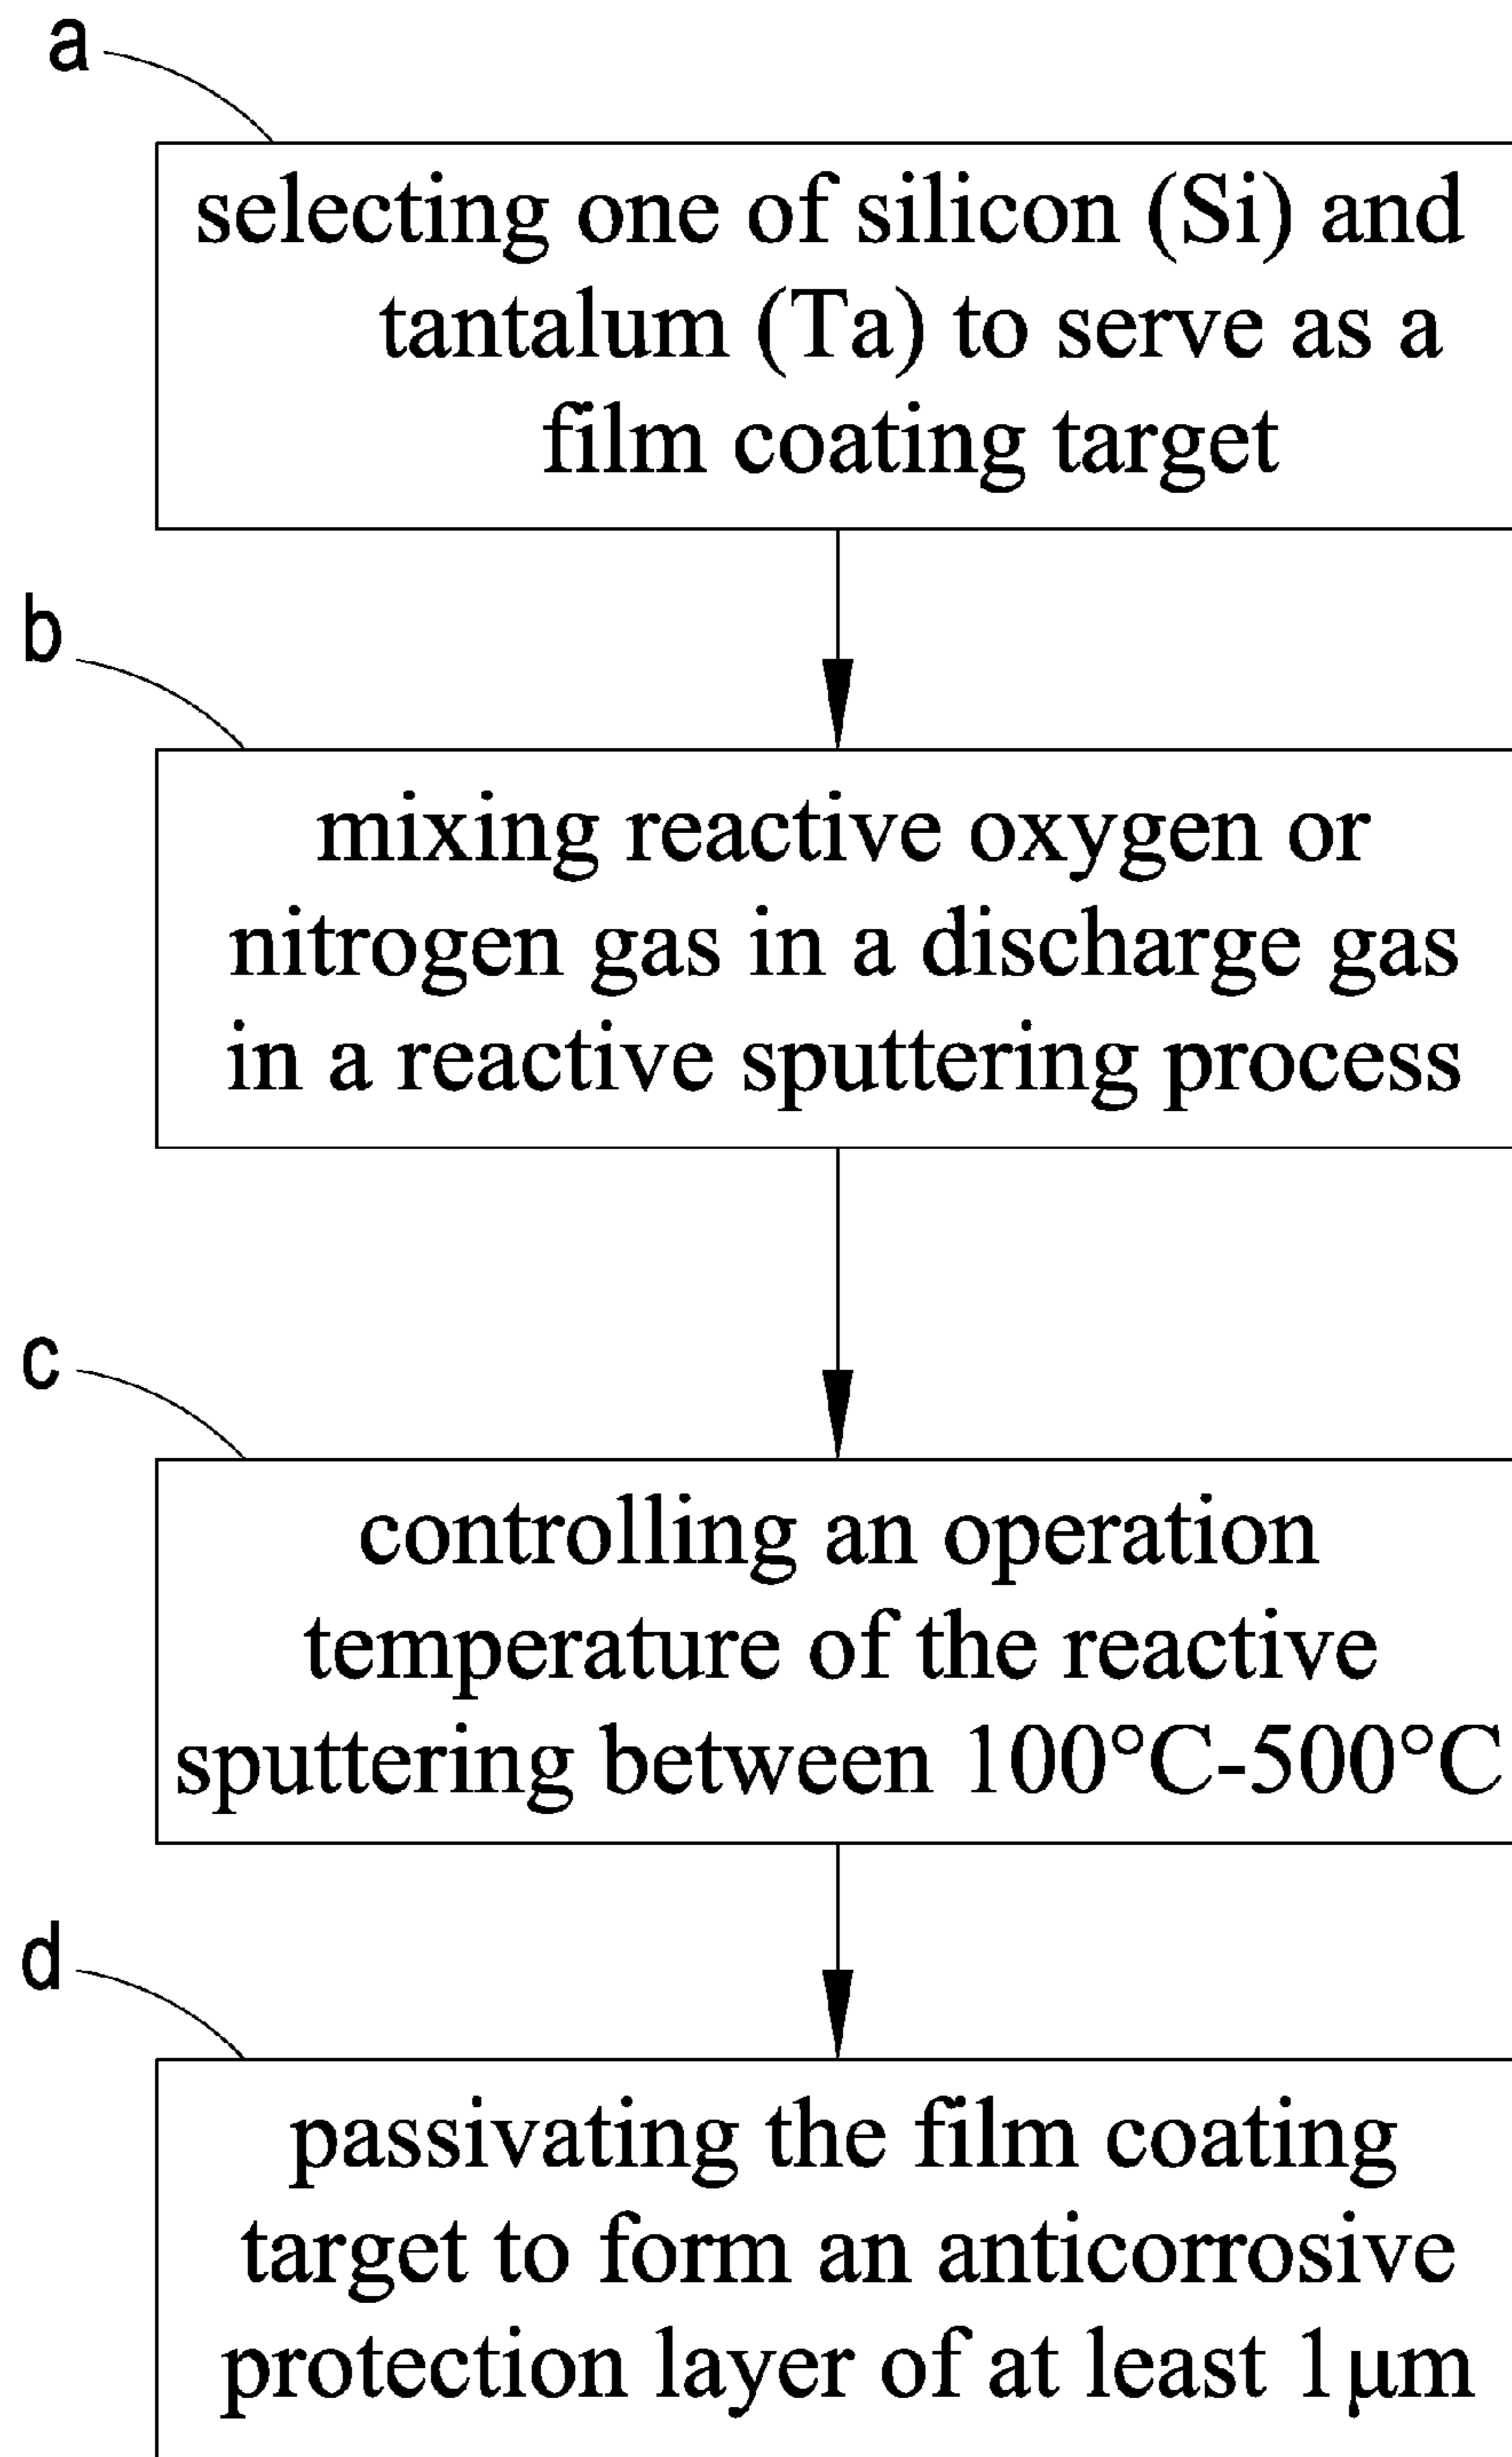 a
selecting one of silicon (Si) and
tantalum (Ta) to serve as a
film coating target
b
mixing reactive oxygen or
nitrogen gas in a discharge gas
in a reactive sputtering process
c
controlling an operation
temperature of the reactive
sputtering between 100°C-500°C
d
passivating the film coating
target to form an anticorrosive
protection layer of at least 1μm